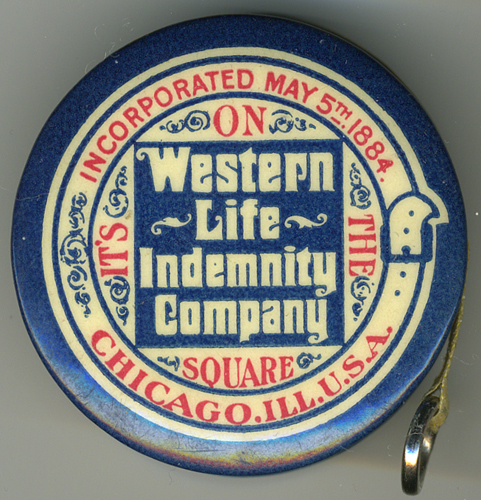 INCORPORATED MAY 5TH. 1884.
IT'S
ON
THE
SQUARE
Western
Life
Indemnity
Company
CHICAGO. ILL. U.S.A.